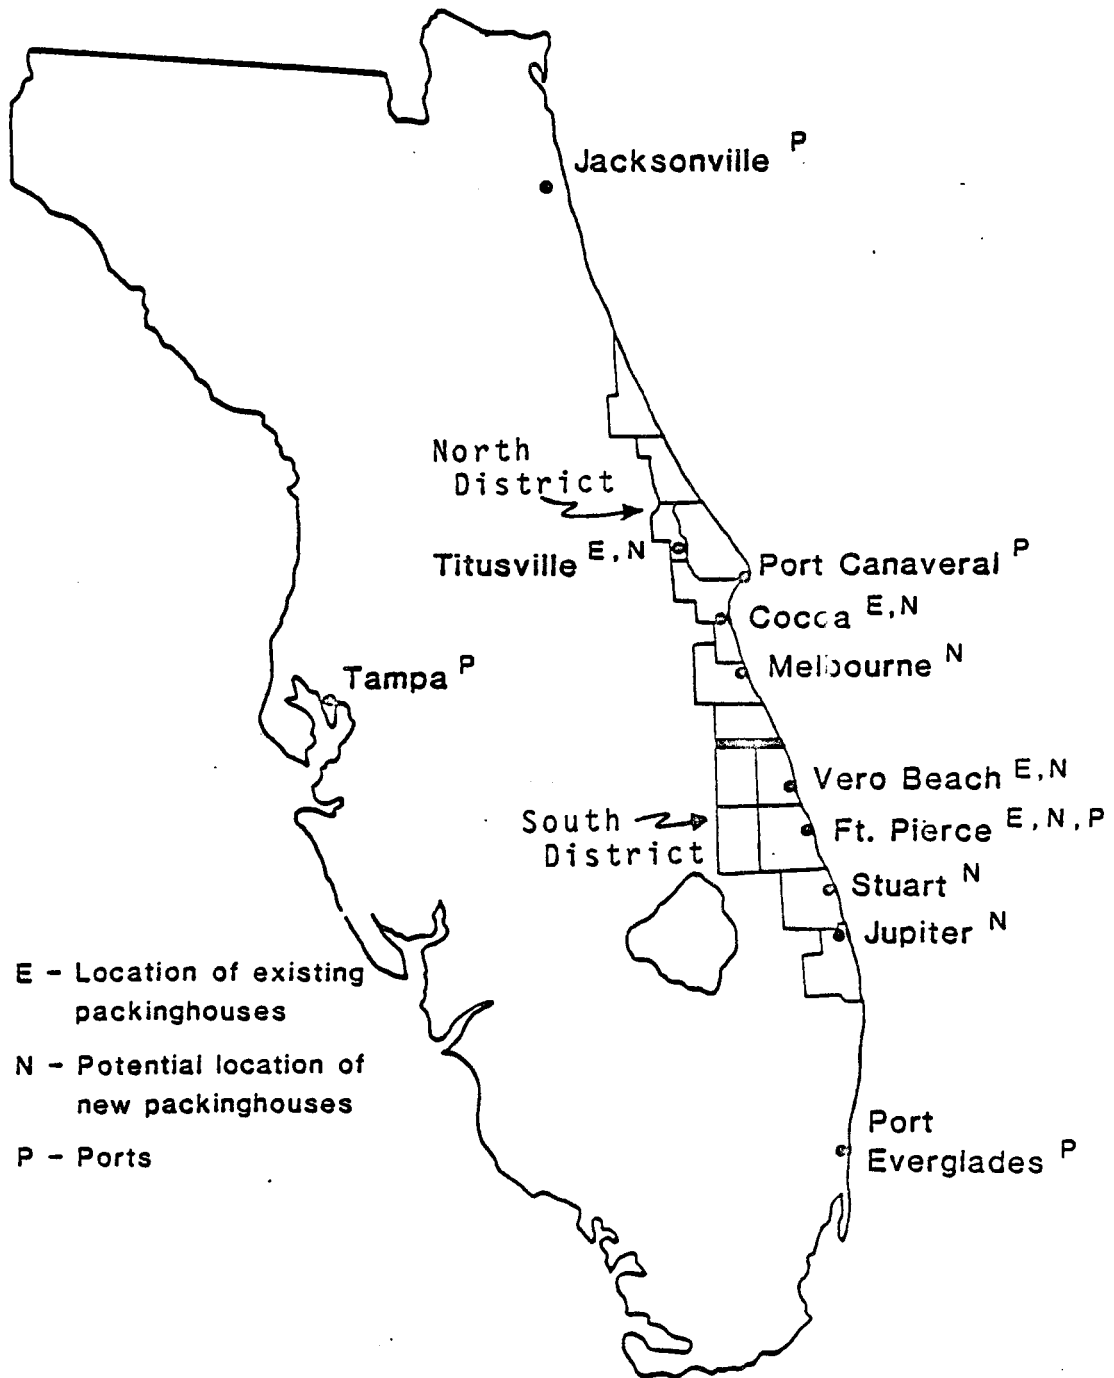 Jacksonville P
North
District
Titusville E, N
Port Canaveral P
Cocoa E, N
Melbourne N
Tampa P
Vero Beach E, N
South
District
Ft. Pierce E, N, P
Stuart N
Jupiter N
E - Location of existing
packinghouses
N - Potential location of
new packinghouses
P - Ports
Port
Everglades P